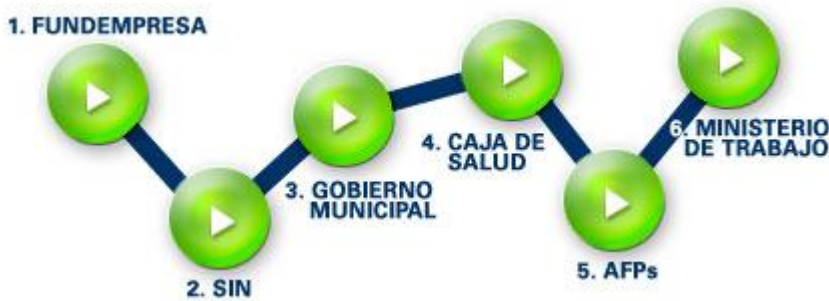 1. FUNDEMPRESA
2. SIN
3. GOBIERNO
MUNICIPAL
4. CAJA DE
SALUD
5. AFPs
6. MINISTERIO
DE TRABAJO